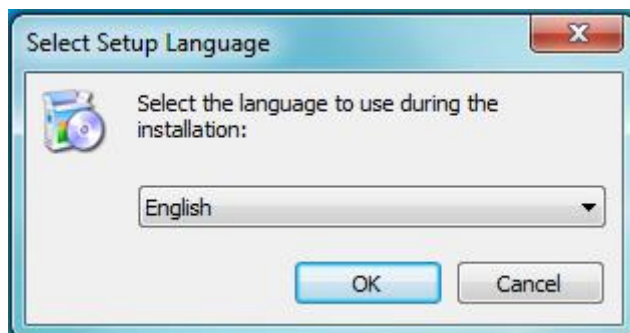 Select Setup Language
Select the language to use during the
installation:
English
OK
Cancel